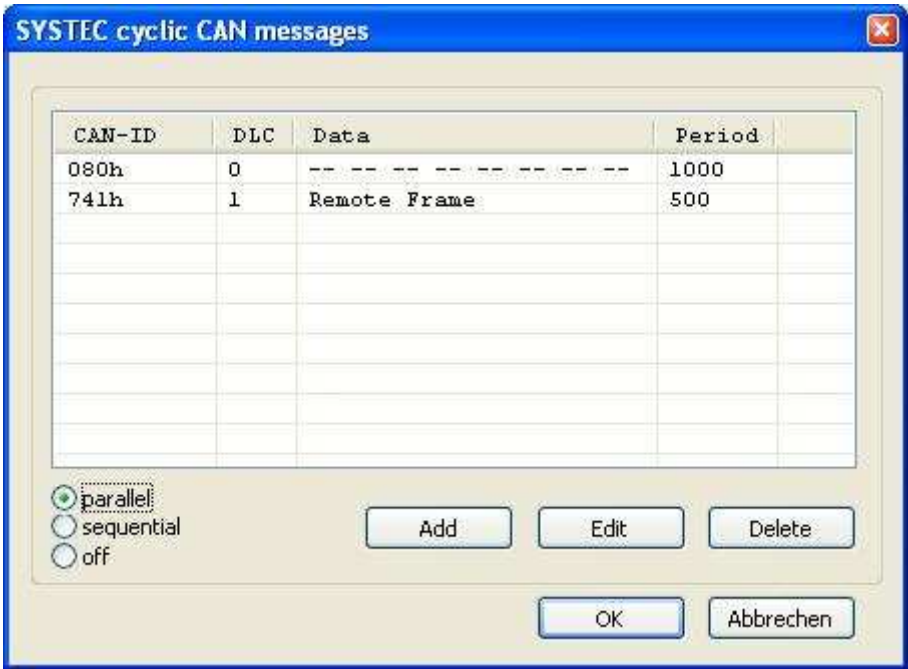 SYSTEC cyclic CAN messages
CAN-ID DLC Data Period
080h 0 -- -- -- -- -- -- -- -- 1000
741h 1 Remote Frame 500
parallel
sequential
off
Add Edit Delete
OK Abbrechen